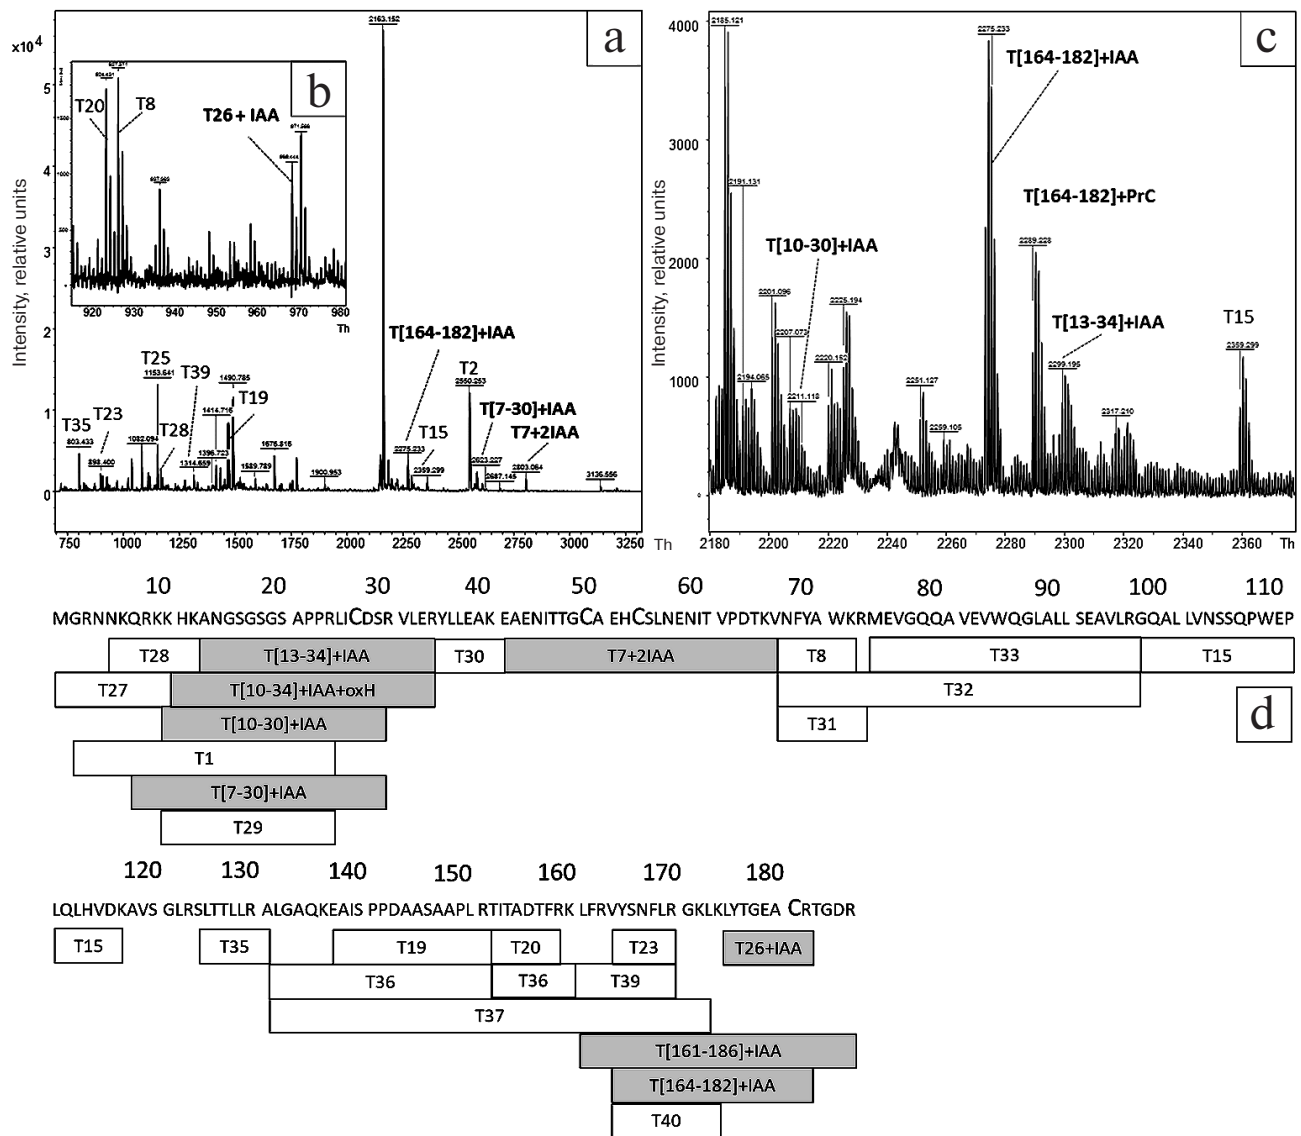 a
x10⁴
5
4
3
2
1
0
Intensity, relative units
2163.152
T[164-182]+IAA
T2
2550.253
T[7-30]+IAA
T7+2IAA
T25
1153.641
T39
1490.785
T19
1414.716
T35
803.433
T23
898.400
1082.094
T28
1314.659
1396.723
1589.789
1676.816
1900.953
2275.233
T15
2359.299
2623.227
2687.145
2803.084
3136.556
750 1000 1250 1500 1750 2000 2250 2500 2750 3000 3250 Th
b
T20
T8
T26 + IAA
920 930 940 950 960 970 980
Th
c
4000
3000
2000
1000
0
Intensity, relative units
2185.121
2275.233
T[164-182]+IAA
2191.131
T[164-182]+PrC
T[10-30]+IAA
2289.228
2201.096
2225.194
2207.073
T[13-34]+IAA
T15
2220.152
2359.299
2299.195
2194.065
2211.118
2251.127
2259.105
2317.210
2180 2200 2220 2240 2260 2280 2300 2320 2340 2360 Th
10 20 30 40 50 60 70 80 90 100 110
MGRNNKQRKK HKANGSGSGS APPRLICDSR VLERYLLEAK EAENITTGCA EHCSLNENIT VPDTKVNFYA WKRMEVGQQA VEVWQGLALL SEAVLRGQAL LVNSSQPWEP
T28 T[13-34]+IAA T30 T7+2IAA T8 T33 T15
T27 T[10-34]+IAA+oxH T32
d
T[10-30]+IAA T31
T1
T[7-30]+IAA
T29
120 130 140 150 160 170 180
LQLHVDKAVS GLRSLTTLLR ALGAQKEAIS PPDAASAAPL RTITADTFRK LFRVYSNFLR GKLKLYTGEA CRTGDR
T15 T35 T19 T20 T23 T26+IAA
T36 T36 T39
T37
T[161-186]+IAA
T[164-182]+IAA
T40